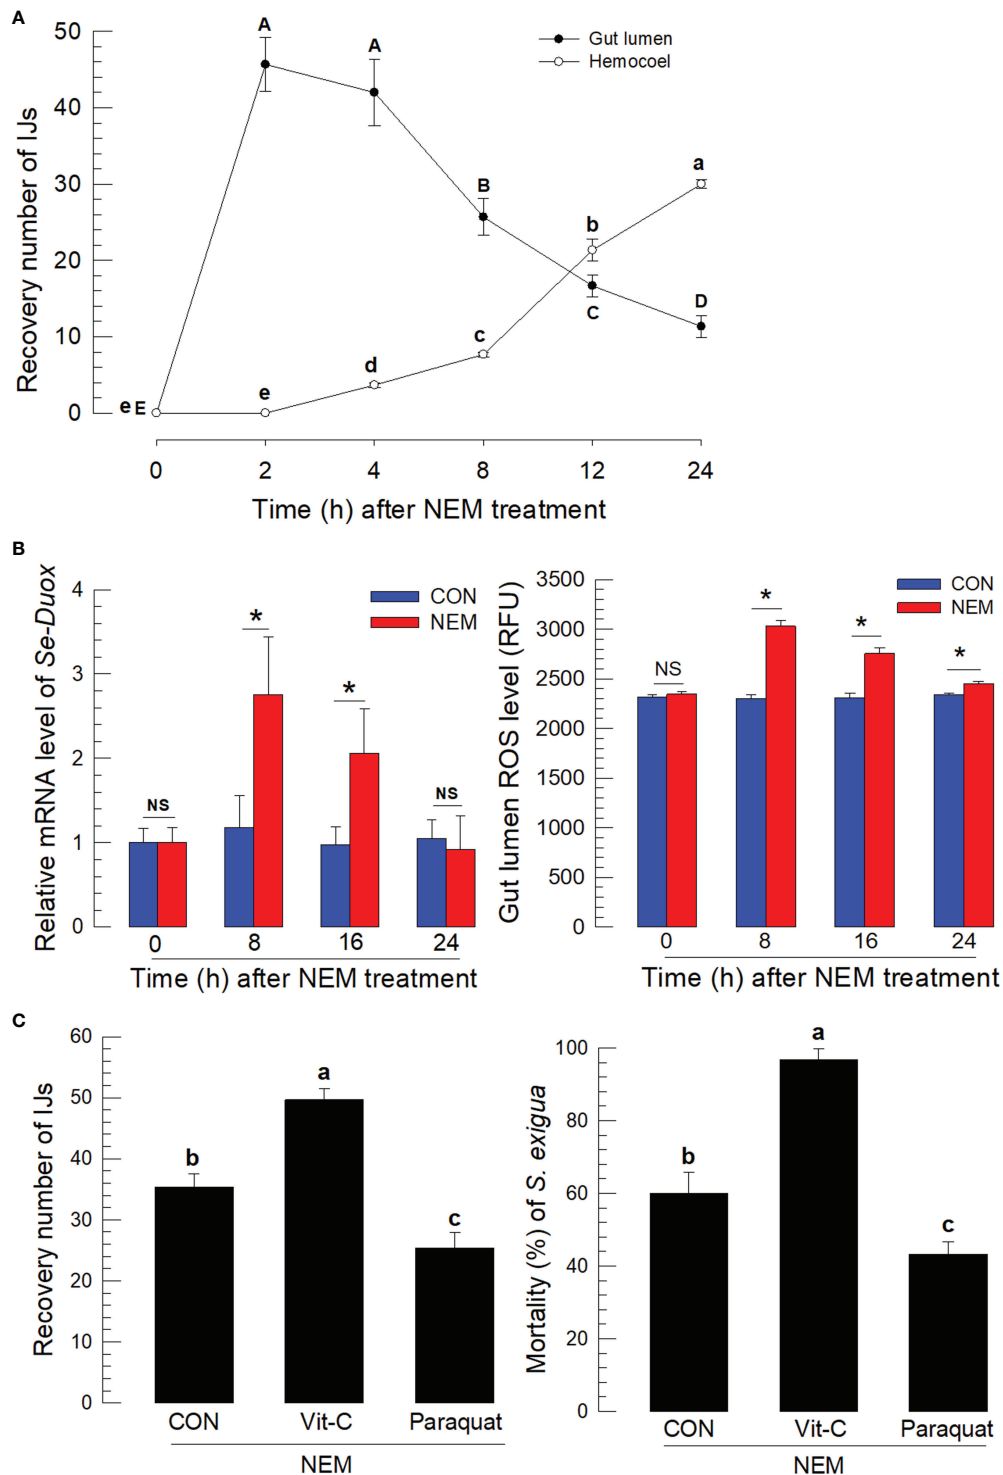 A
50
40
30
20
10
0
Recovery number of IJs
Gut lumen
Hemocoel
A
A
B
C
D
e E
e
d
c
b
a
0 2 4 8 12 24
Time (h) after NEM treatment
B
Relative mRNA level of Se-Duox
4
3
2
1
0
CON
NEM
NS
*
*
NS
0 8 16 24
Time (h) after NEM treatment
Gut lumen ROS level (RFU)
3500
3000
2500
2000
1500
1000
500
0
CON
NEM
NS
*
*
*
0 8 16 24
Time (h) after NEM treatment
C
Recovery number of IJs
60
50
40
30
20
10
0
b
a
c
CON Vit-C Paraquat
NEM
Mortality (%) of S. exigua
100
80
60
40
20
0
b
a
c
CON Vit-C Paraquat
NEM